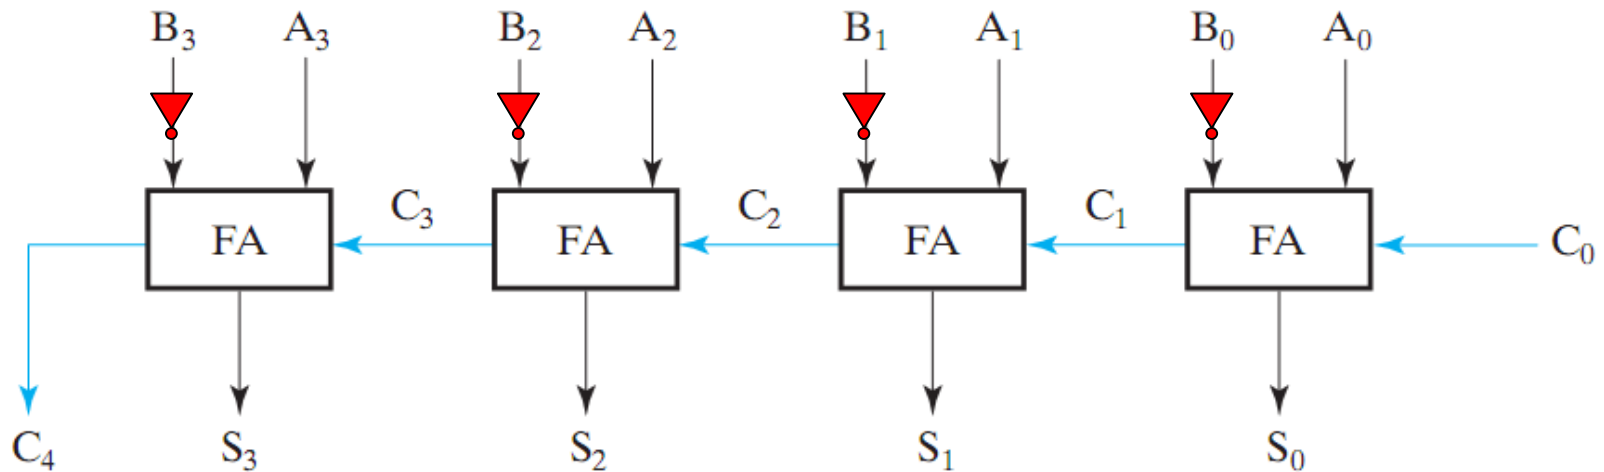 B₃ A₃ B₂ A₂ B₁ A₁ B₀ A₀
FA C₃ FA C₂ FA C₁ FA C₀
C₄ S₃ S₂ S₁ S₀